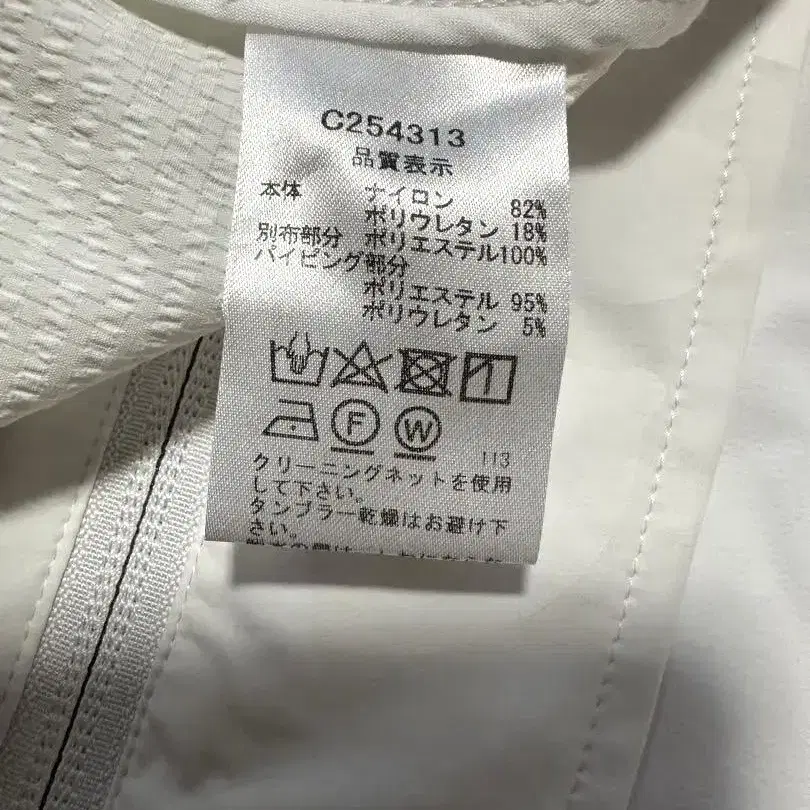 C254313
品質表示
本体 ナイロン 82%
ポリウレタン 18%
別布部分 ポリエステル100%
パイピング部分
ポリエステル 95%
ポリウレタン 5%
F W
113
クリーニングネットを使用
して下さい。
タンブラー乾燥はお避け下
さい。